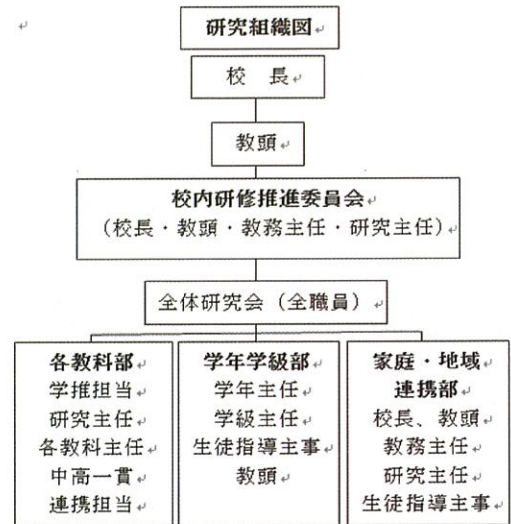 研究組織図
校　長
教頭
校内研修推進委員会
（校長・教頭・教務主任・研究主任）
全体研究会（全職員）
各教科部
学推担当
研究主任
各教科主任
中高一貫
連携担当
学年学級部
学年主任
学級主任
生徒指導主事
教頭
家庭・地域
連携部
校長、教頭
教務主任
研究主任
生徒指導主事